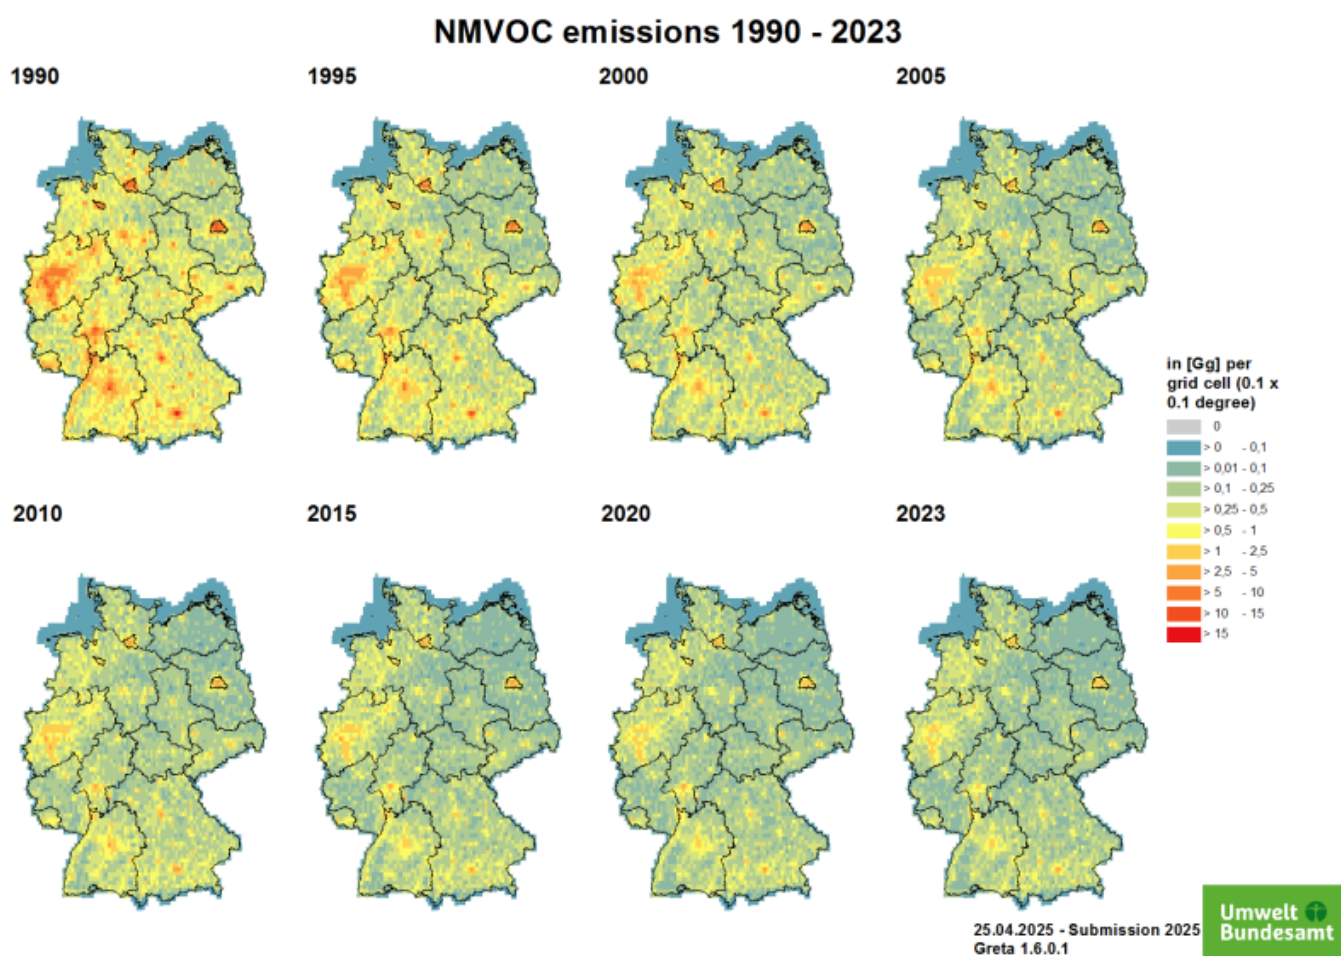 NMVOC emissions 1990 - 2023
1990
1995
2000
2005
in [Gg] per
grid cell (0.1 x
0.1 degree)
0
> 0 - 0,1
> 0,01 - 0,1
> 0,1 - 0,25
> 0,25 - 0,5
> 0,5 - 1
> 1 - 2,5
> 2,5 - 5
> 5 - 10
> 10 - 15
> 15
2010
2015
2020
2023
25.04.2025 - Submission 2025
Greta 1.6.0.1
Umwelt
Bundesamt